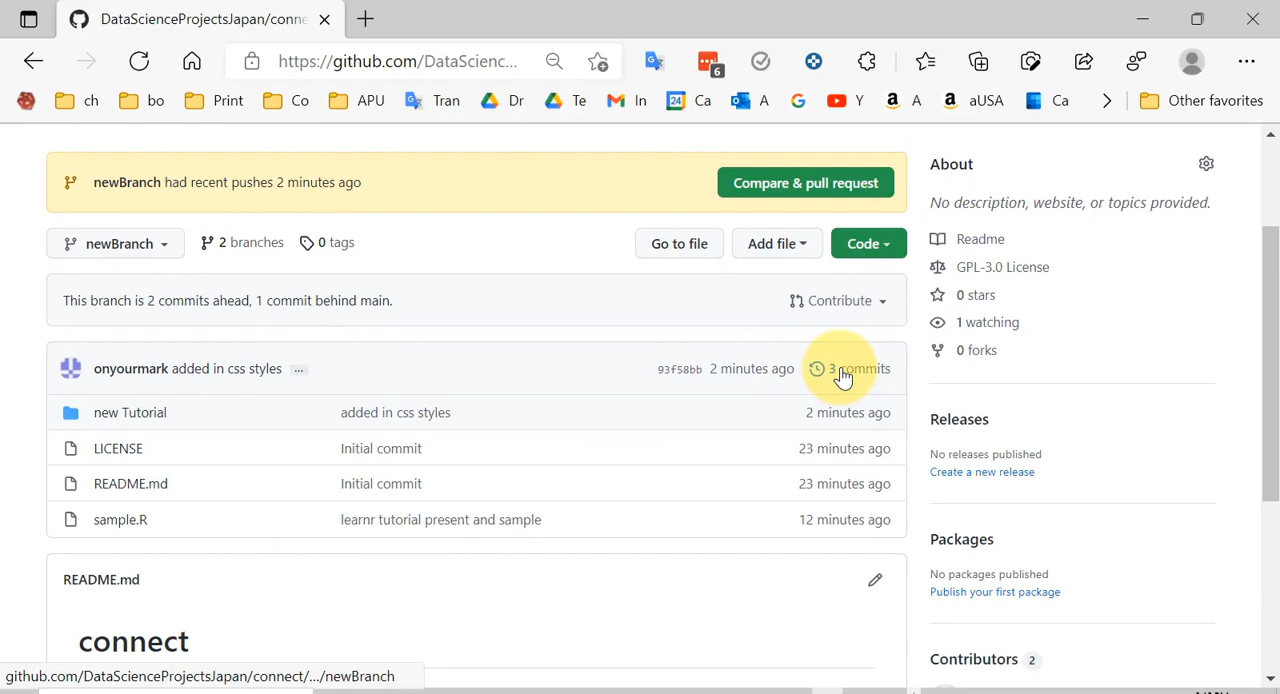 DataScienceProjectsJapan/conne
https://github.com/DataScienc...
6
ch
bo
Print
Co
APU
Tran
Dr
Te
In
24
Ca
A
G
Y
A
aUSA
Ca
Other favorites
newBranch had recent pushes 2 minutes ago
Compare & pull request
newBranch
2 branches
0 tags
Go to file
Add file
Code
This branch is 2 commits ahead, 1 commit behind main.
Contribute
onyourmark added in css styles ...
93f58bb 2 minutes ago
3 commits
new Tutorial
added in css styles
2 minutes ago
LICENSE
Initial commit
23 minutes ago
README.md
Initial commit
23 minutes ago
sample.R
learnr tutorial present and sample
12 minutes ago
README.md
connect
About
No description, website, or topics provided.
Readme
GPL-3.0 License
0 stars
1 watching
0 forks
Releases
No releases published
Create a new release
Packages
No packages published
Publish your first package
Contributors 2
github.com/DataScienceProjectsJapan/connect/.../newBranch